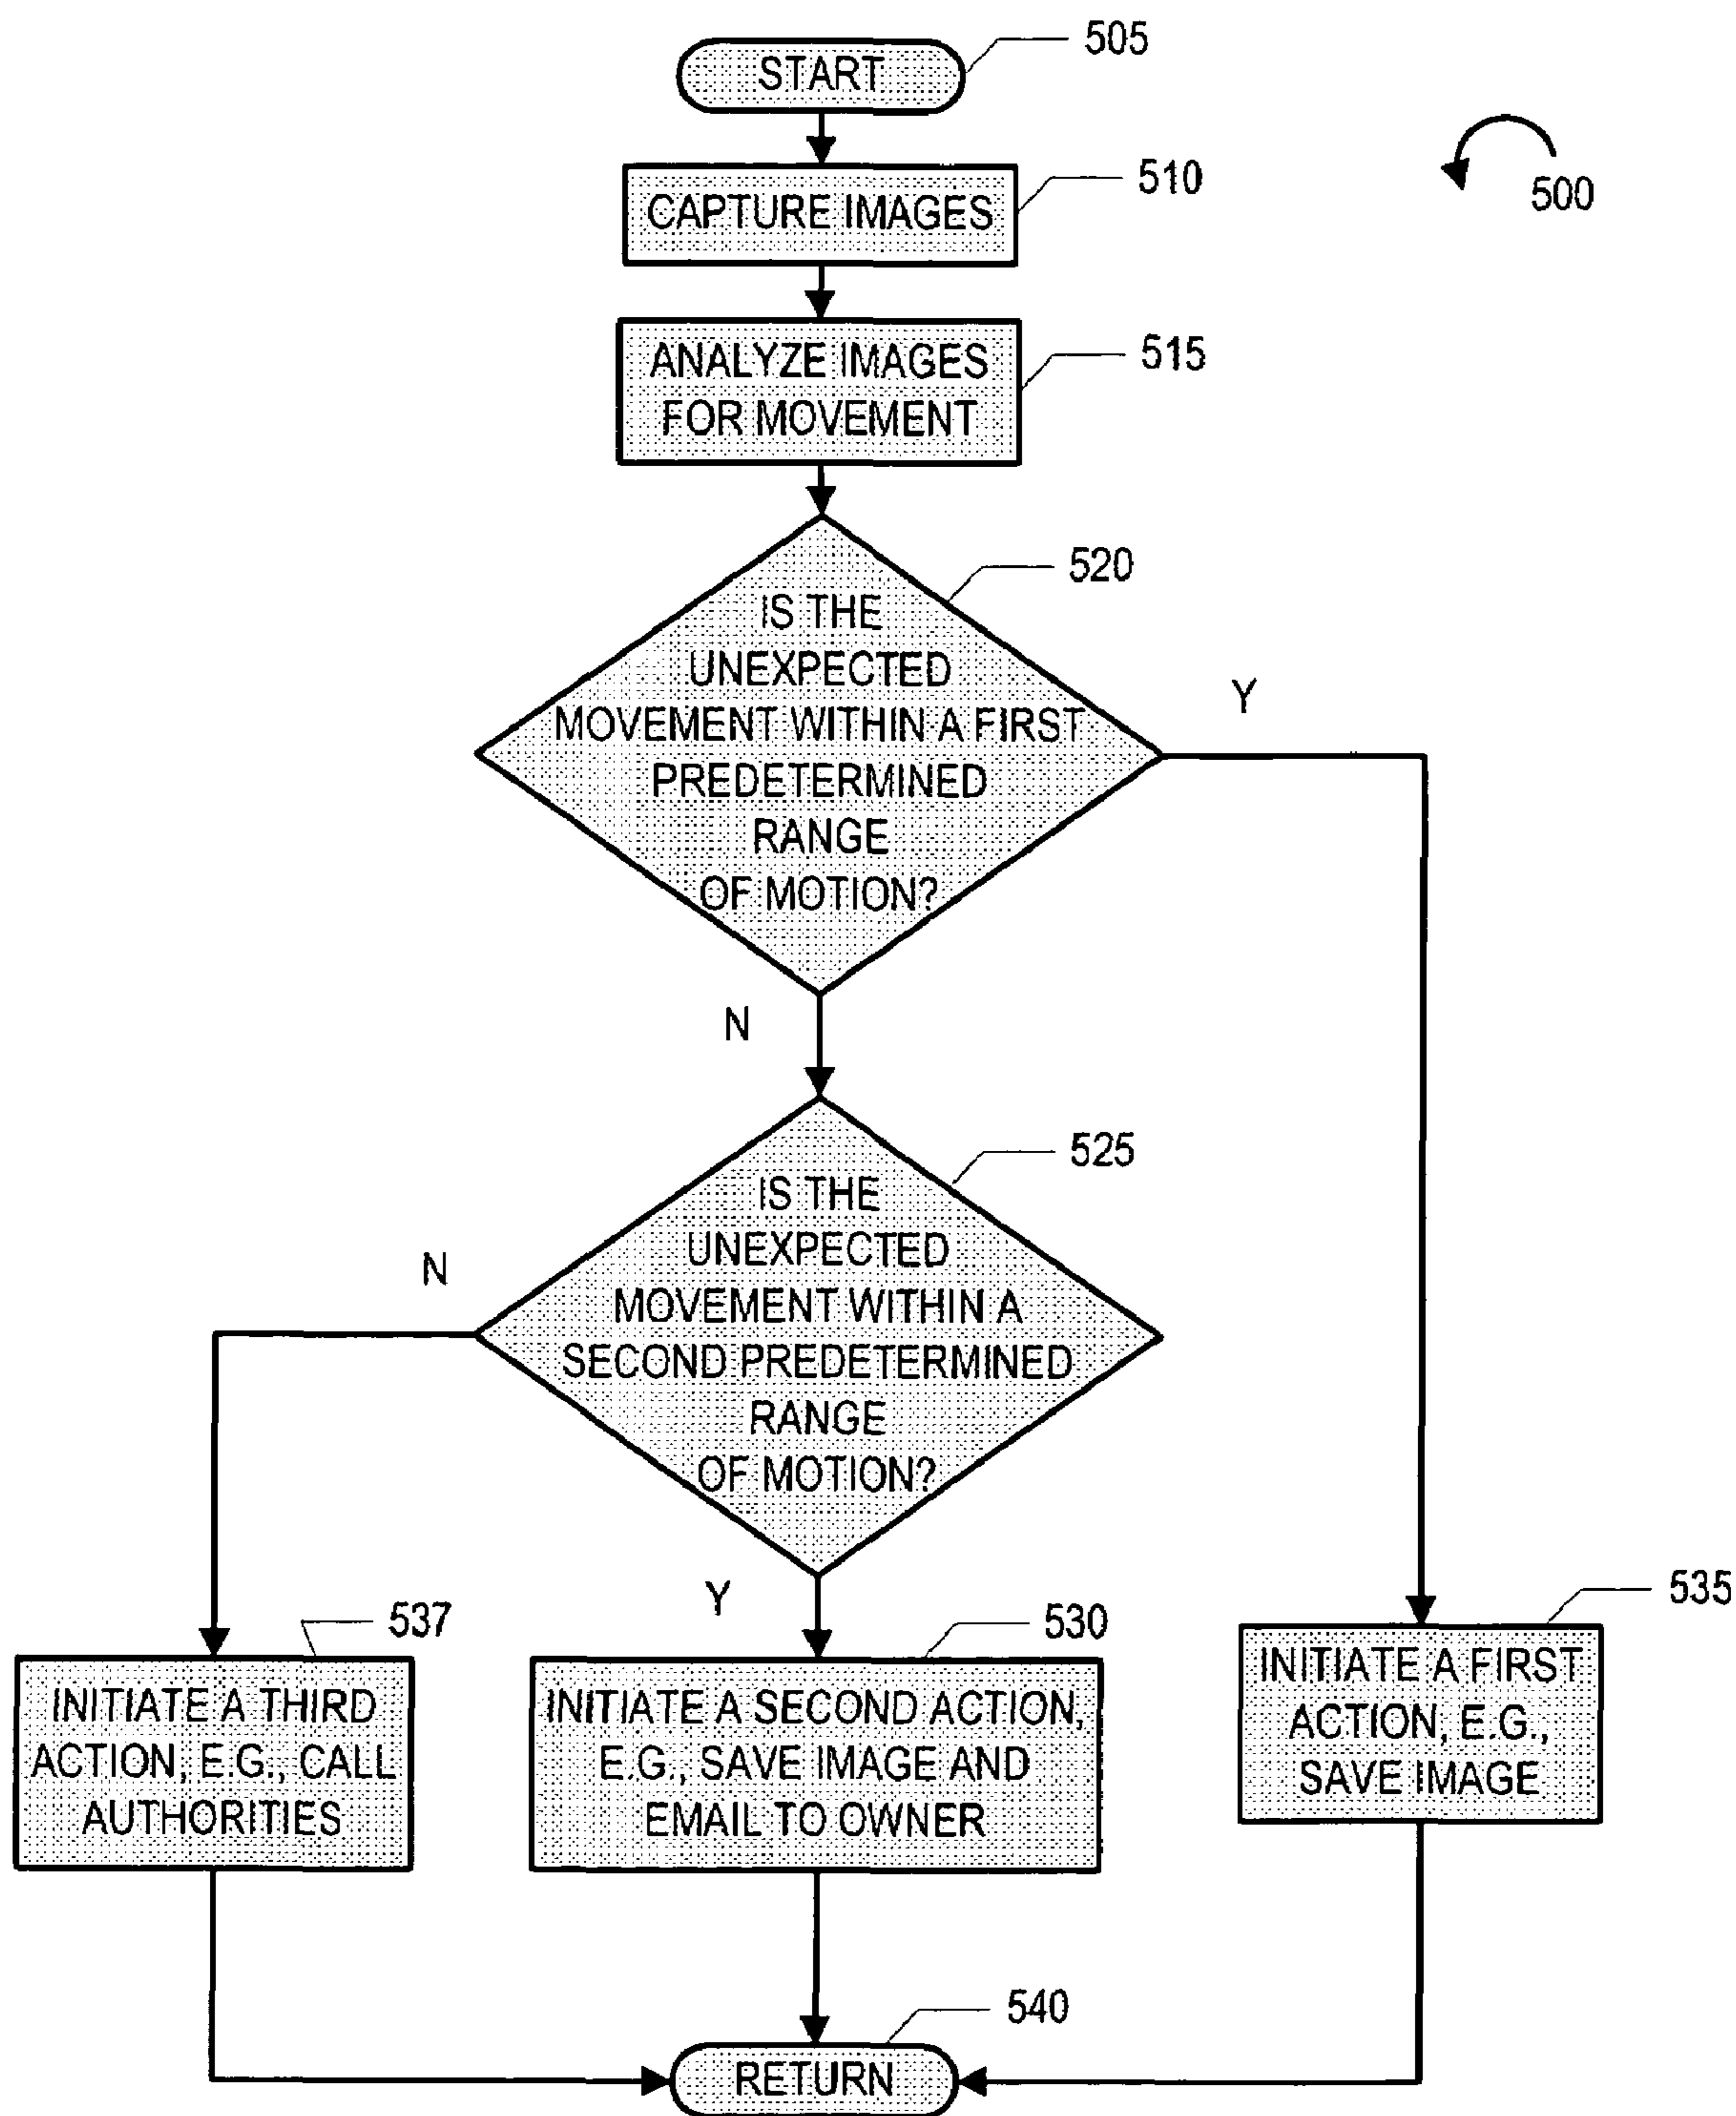 START
505
CAPTURE IMAGES
510
500
ANALYZE IMAGES
FOR MOVEMENT
515
520
IS THE
UNEXPECTED
MOVEMENT WITHIN A FIRST
PREDETERMINED
RANGE
OF MOTION?
Y
N
525
IS THE
UNEXPECTED
MOVEMENT WITHIN A
SECOND PREDETERMINED
RANGE
OF MOTION?
N
Y
537
INITIATE A THIRD
ACTION, E.G., CALL
AUTHORITIES
530
INITIATE A SECOND ACTION,
E.G., SAVE IMAGE AND
EMAIL TO OWNER
535
INITIATE A FIRST
ACTION, E.G.,
SAVE IMAGE
540
RETURN